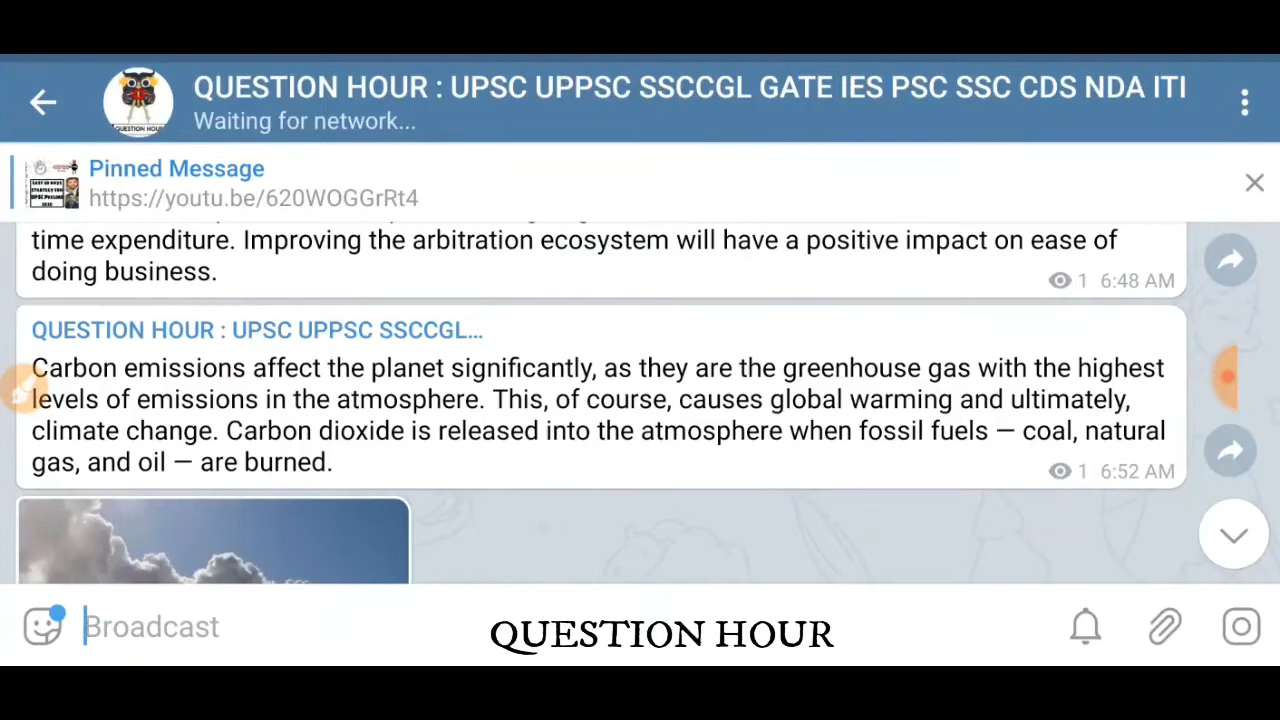 QUESTION HOUR : UPSC UPPSC SSCCGL GATE IES PSC SSC CDS NDA ITI
Waiting for network...
Pinned Message
https://youtu.be/620WOGGrRt4
time expenditure. Improving the arbitration ecosystem will have a positive impact on ease of
doing business.
1 6:48 AM
QUESTION HOUR : UPSC UPPSC SSCCGL...
Carbon emissions affect the planet significantly, as they are the greenhouse gas with the highest
levels of emissions in the atmosphere. This, of course, causes global warming and ultimately,
climate change. Carbon dioxide is released into the atmosphere when fossil fuels — coal, natural
gas, and oil — are burned.
1 6:52 AM
Broadcast
QUESTION HOUR